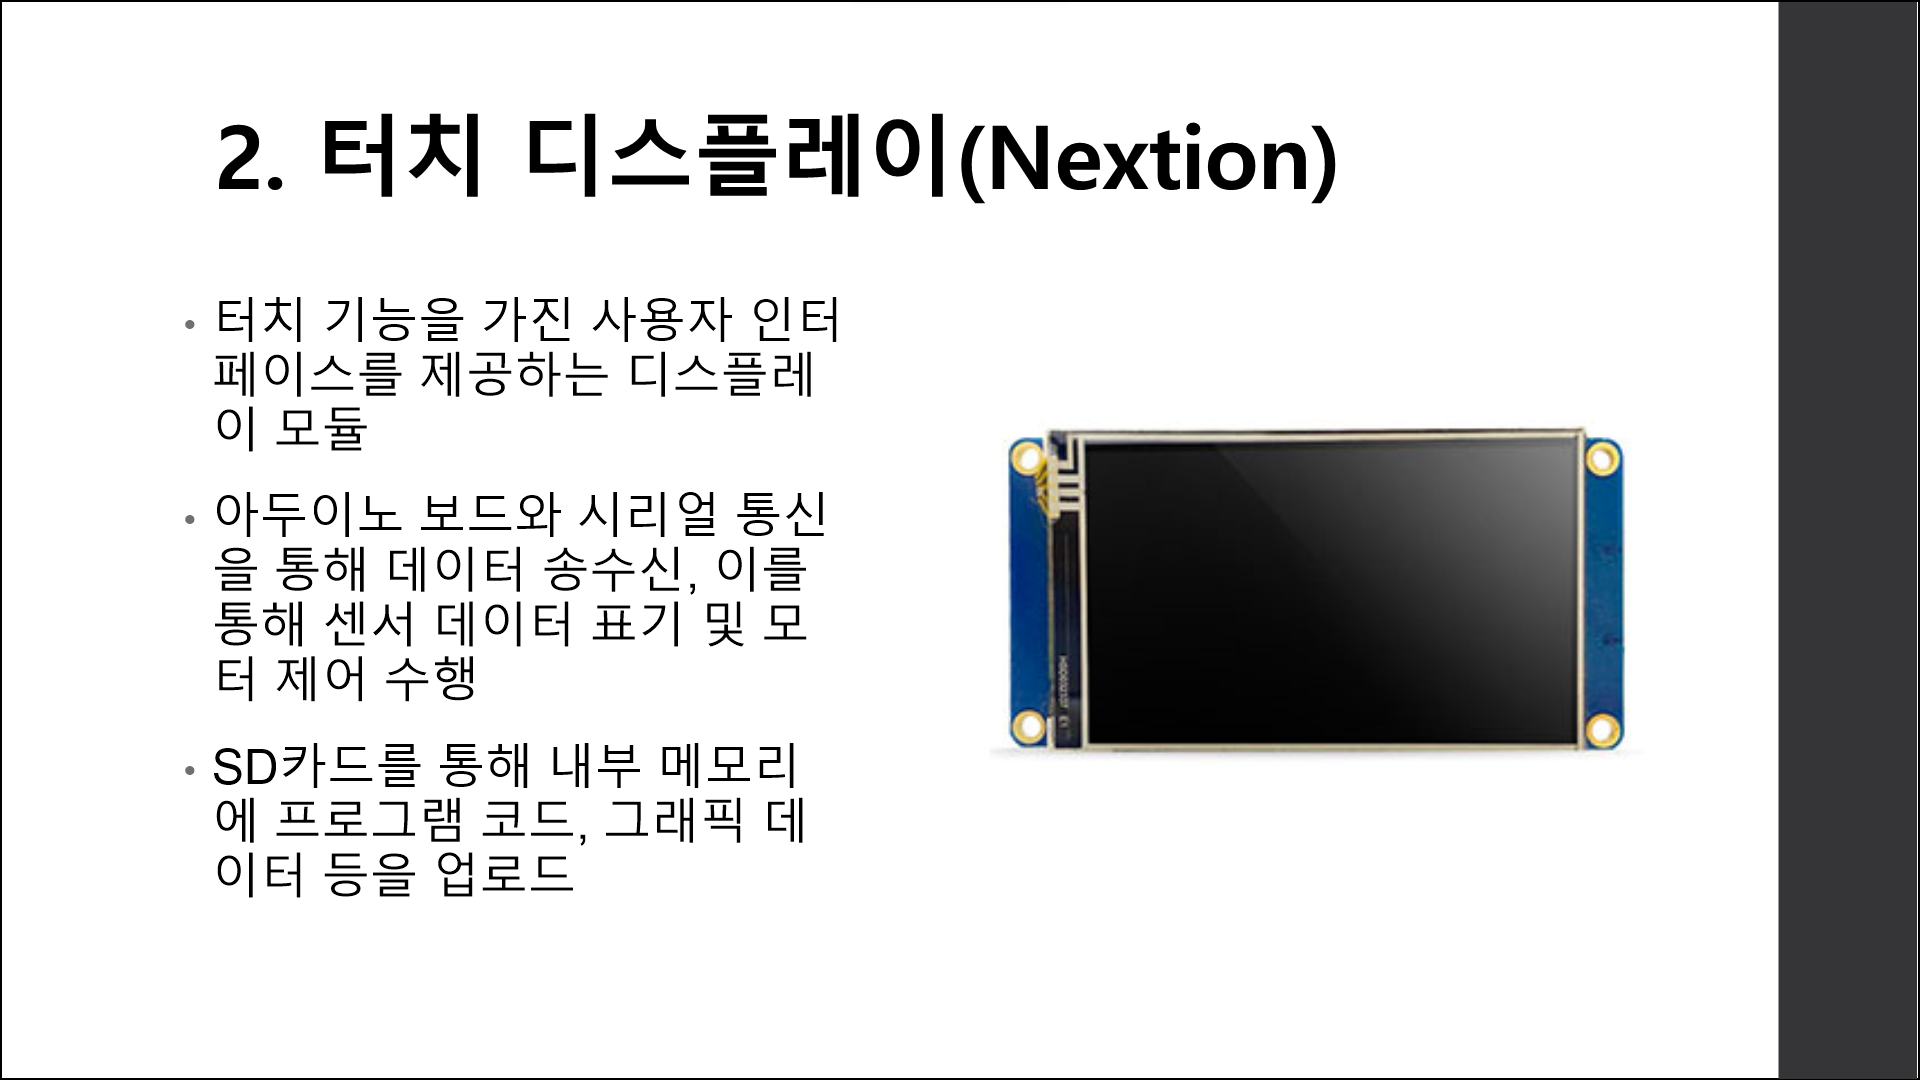 2. 터치 디스플레이(Nextion)
• 터치 기능을 가진 사용자 인터
페이스를 제공하는 디스플레
이 모듈
• 아두이노 보드와 시리얼 통신
을 통해 데이터 송수신, 이를
통해 센서 데이터 표기 및 모
터 제어 수행
• SD카드를 통해 내부 메모리
에 프로그램 코드, 그래픽 데
이터 등을 업로드